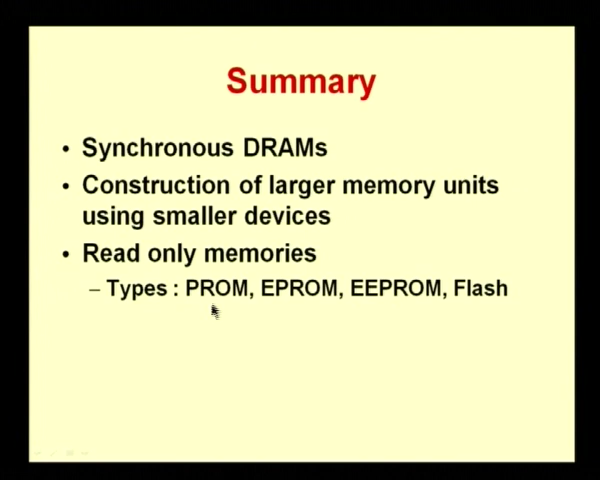 Summary
• Synchronous DRAMs
• Construction of larger memory units
using smaller devices
• Read only memories
– Types : PROM, EPROM, EEPROM, Flash